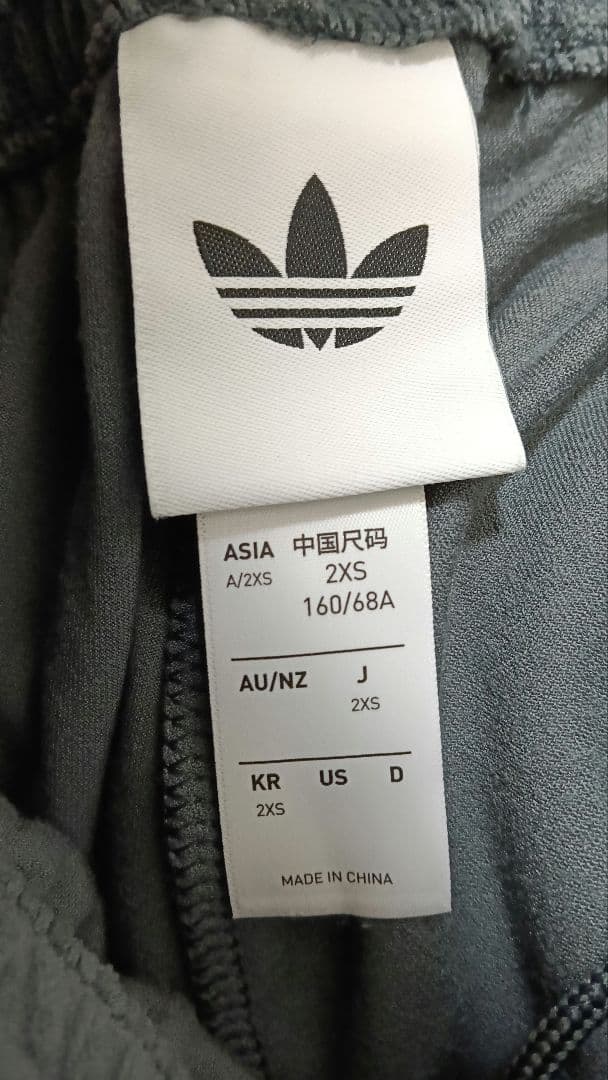 ASIA 中国尺码
A/2XS 2XS
160/68A
AU/NZ J
2XS
KR US D
2XS
MADE IN CHINA